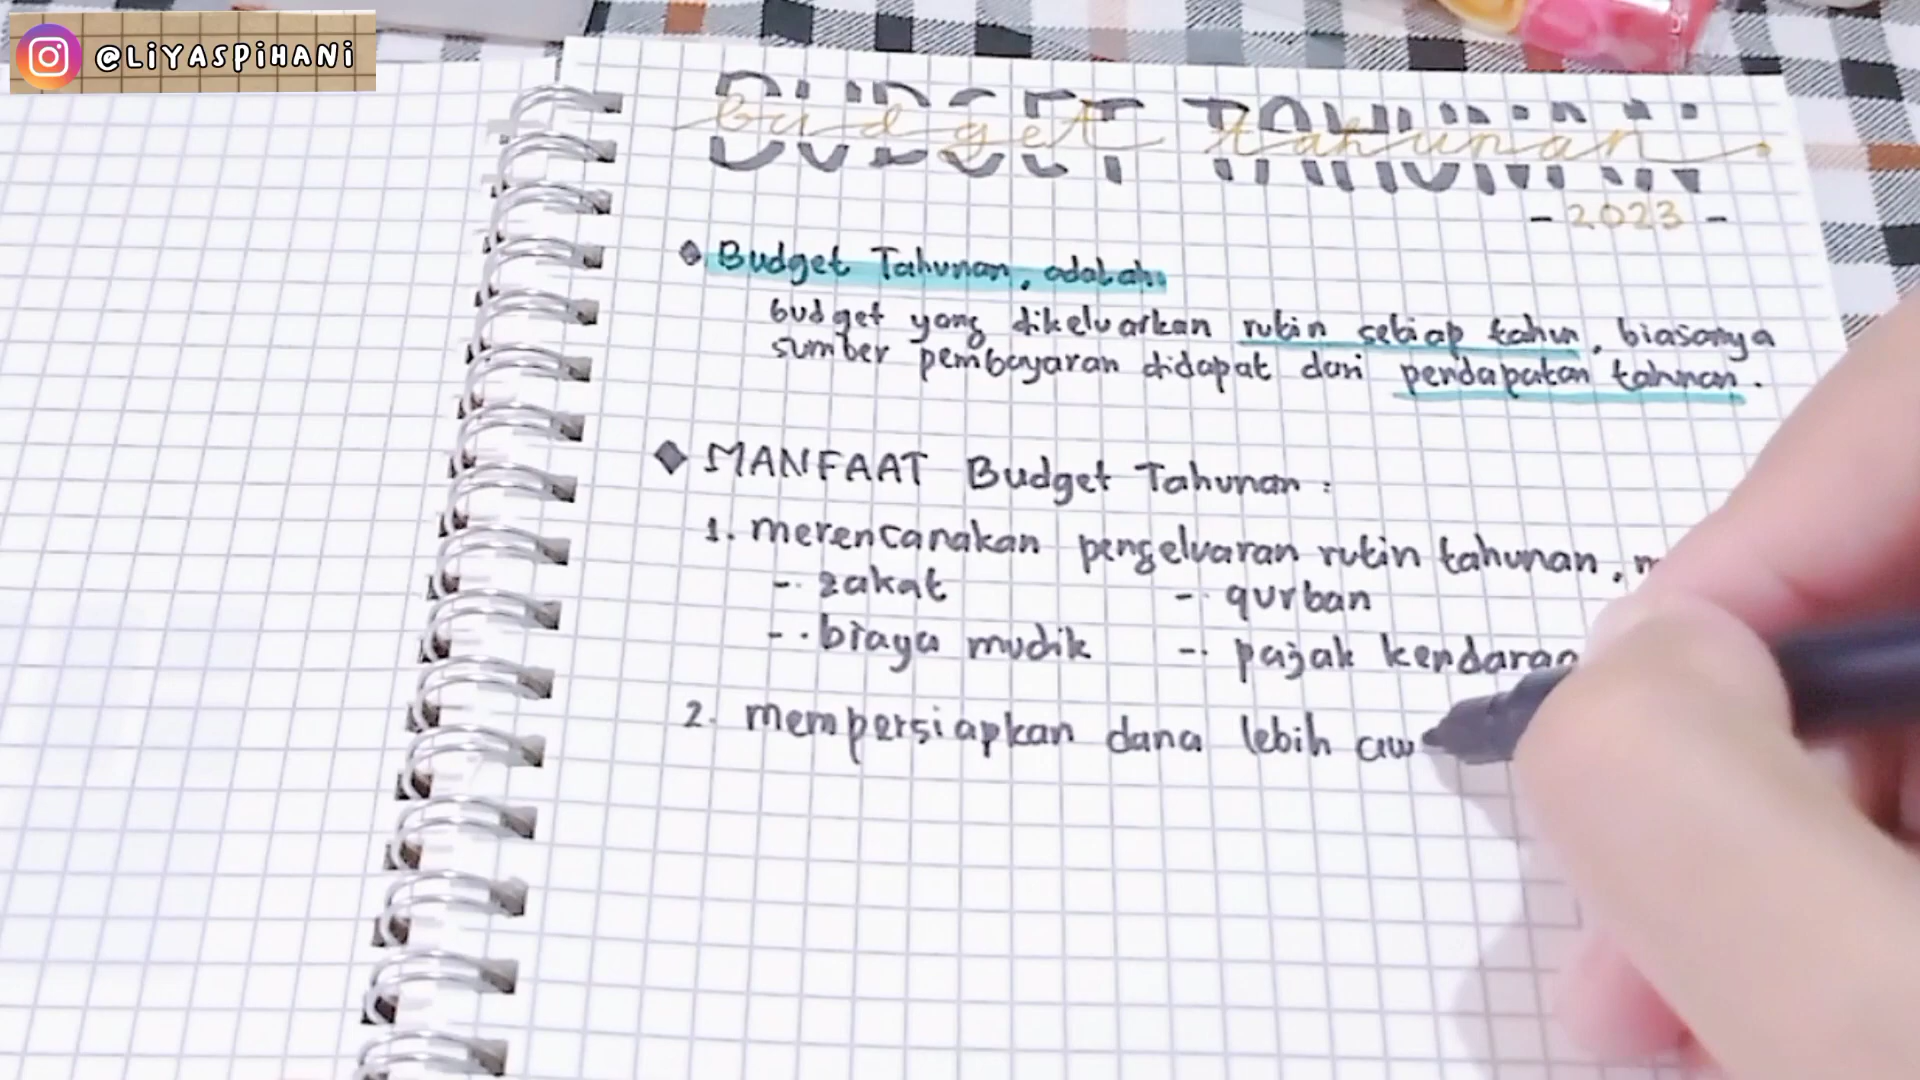 @LiYASPiHANi
BUDGET TAHUNAN
budget tahunan
- 2023 -
Budget Tahunan, adalah:
budget yang dikeluarkan rutin setiap tahun, biasanya
sumber pembayaran didapat dari pendapatan tahunan.
MANFAAT Budget Tahunan :
1. merencanakan pengeluaran rutin tahunan,
- zakat - qurban
- biaya mudik - pajak kendaraa
2. mempersiapkan dana lebih aw